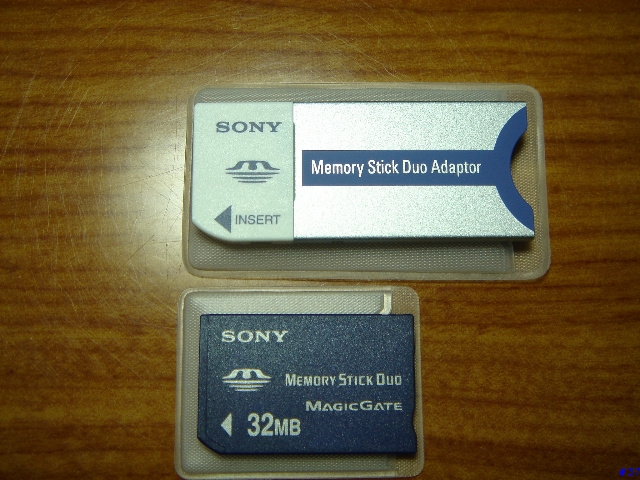 SONY
Memory Stick Duo Adaptor
INSERT
SONY
MEMORY STICK DUO
MAGICGATE
32MB